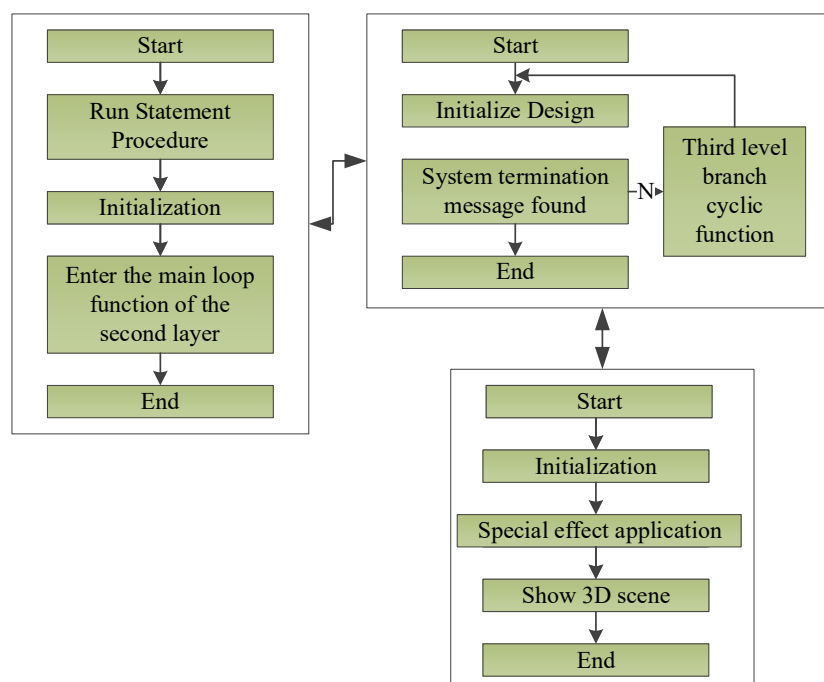 Start
Run Statement
Procedure
Initialization
Enter the main loop
function of the
second layer
End
Start
Initialize Design
System termination
message found
N
Third level
branch
cyclic
function
End
Start
Initialization
Special effect application
Show 3D scene
End